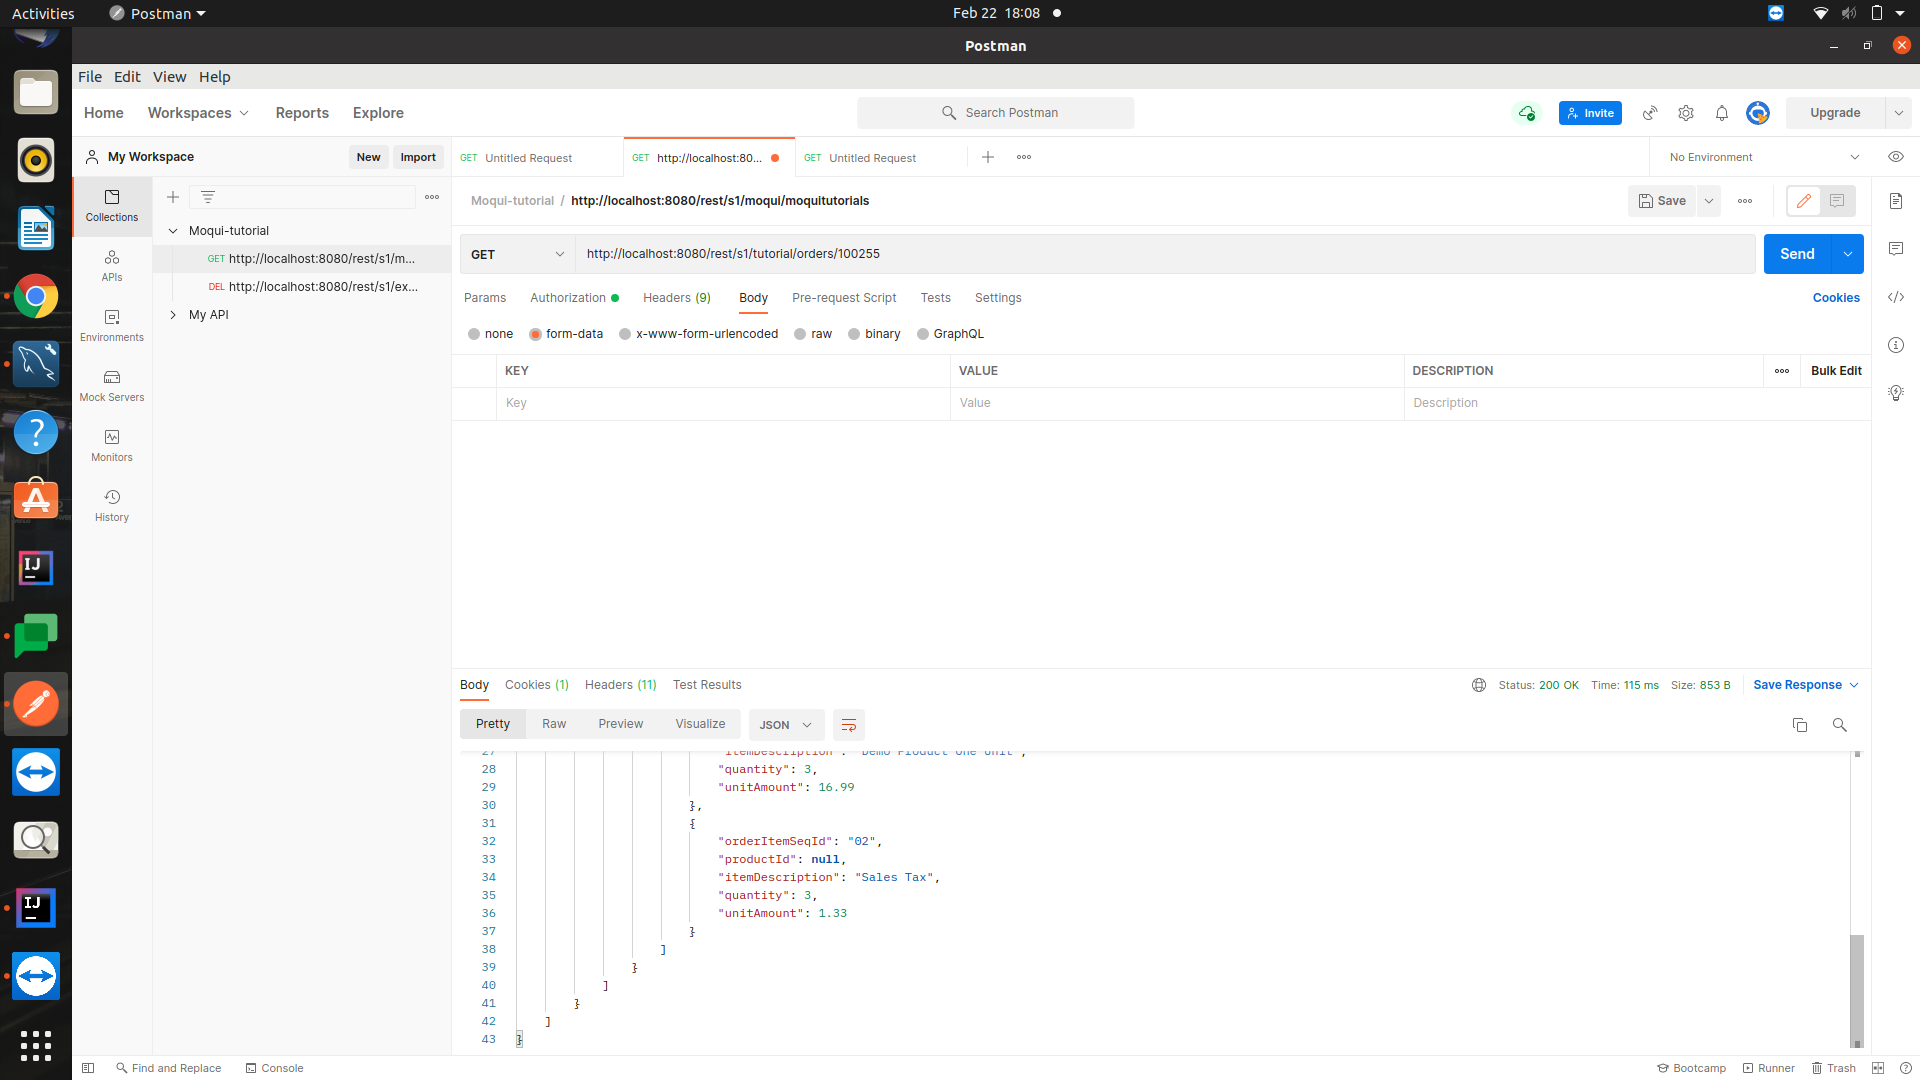 Activities Postman Feb 22 18:08
Postman
File Edit View Help
Home Workspaces Reports Explore Search Postman Invite Upgrade
My Workspace New Import GET Untitled Request GET http://localhost:80... GET Untitled Request No Environment
Collections
APIs
Environments
Mock Servers
Monitors
History
Moqui-tutorial
GET http://localhost:8080/rest/s1/m...
DEL http://localhost:8080/rest/s1/ex...
My API
Moqui-tutorial / http://localhost:8080/rest/s1/moqui/moquitutorials Save
GET http://localhost:8080/rest/s1/tutorial/orders/100255 Send
Params Authorization Headers (9) Body Pre-request Script Tests Settings Cookies
none form-data x-www-form-urlencoded raw binary GraphQL
KEY VALUE DESCRIPTION Bulk Edit
Key Value Description
Body Cookies (1) Headers (11) Test Results Status: 200 OK Time: 115 ms Size: 853 B Save Response
Pretty Raw Preview Visualize JSON
27 "itemDescription": "Demo Product One Unit",
28 "quantity": 3,
29 "unitAmount": 16.99
30 },
31 {
32 "orderItemSeqId": "02",
33 "productId": null,
34 "itemDescription": "Sales Tax",
35 "quantity": 3,
36 "unitAmount": 1.33
37 }
38 ]
39 }
40 ]
41 }
42 ]
43 }
Find and Replace Console Bootcamp Runner Trash